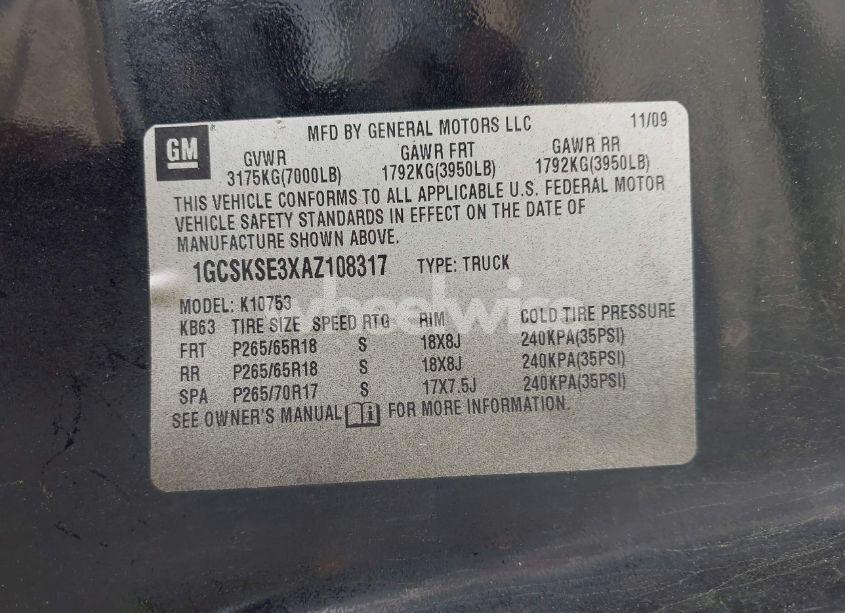 GM
MFD BY GENERAL MOTORS LLC 11/09
GVWR GAWR FRT GAWR RR
3175KG(7000LB) 1792KG(3950LB) 1792KG(3950LB)
THIS VEHICLE CONFORMS TO ALL APPLICABLE U.S. FEDERAL MOTOR
VEHICLE SAFETY STANDARDS IN EFFECT ON THE DATE OF
MANUFACTURE SHOWN ABOVE.
1GCSKSE3XAZ108317 TYPE: TRUCK
MODEL: K10753
KB63 TIRE SIZE SPEED RTG RIM COLD TIRE PRESSURE
FRT P265/65R18 S 18X8J 240KPA(35PSI)
RR P265/65R18 S 18X8J 240KPA(35PSI)
SPA P265/70R17 S 17X7.5J 240KPA(35PSI)
SEE OWNER'S MANUAL FOR MORE INFORMATION.